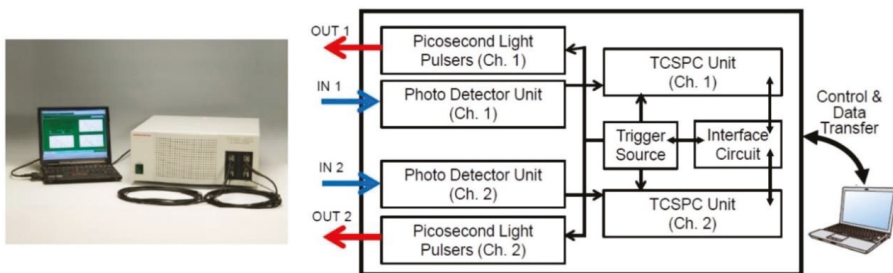 OUT 1
Picosecond Light
Pulsers (Ch. 1)
IN 1
Photo Detector Unit
(Ch. 1)
IN 2
Photo Detector Unit
(Ch. 2)
OUT 2
Picosecond Light
Pulsers (Ch. 2)
TCSPC Unit
(Ch. 1)
Trigger
Source
Interface
Circuit
TCSPC Unit
(Ch. 2)
Control &
Data
Transfer